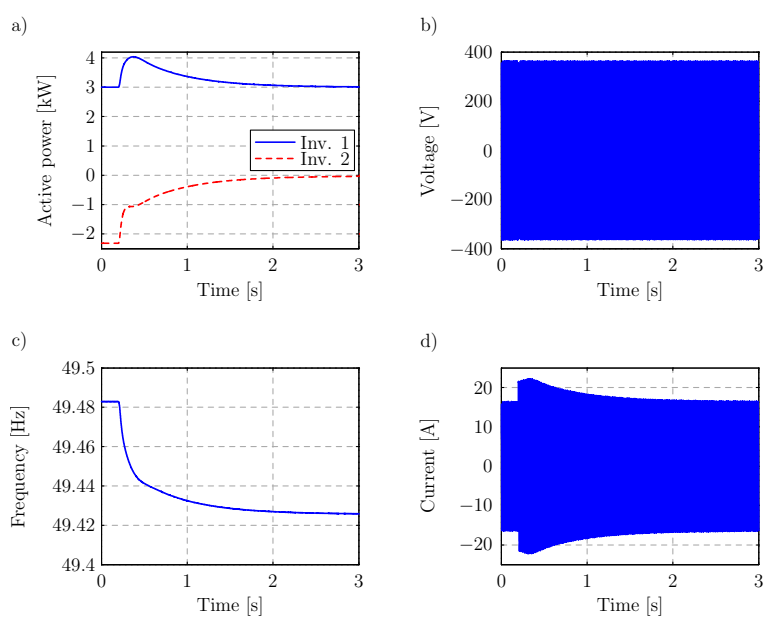 a)
4
3
2
1
0
−1
−2
Active power [kW]
Inv. 1
Inv. 2
0
1
2
3
Time [s]
b)
400
200
0
−200
−400
Voltage [V]
0
1
2
3
Time [s]
c)
49.5
49.48
49.46
49.44
49.42
49.4
Frequency [Hz]
0
1
2
3
Time [s]
d)
20
10
0
−10
−20
Current [A]
0
1
2
3
Time [s]